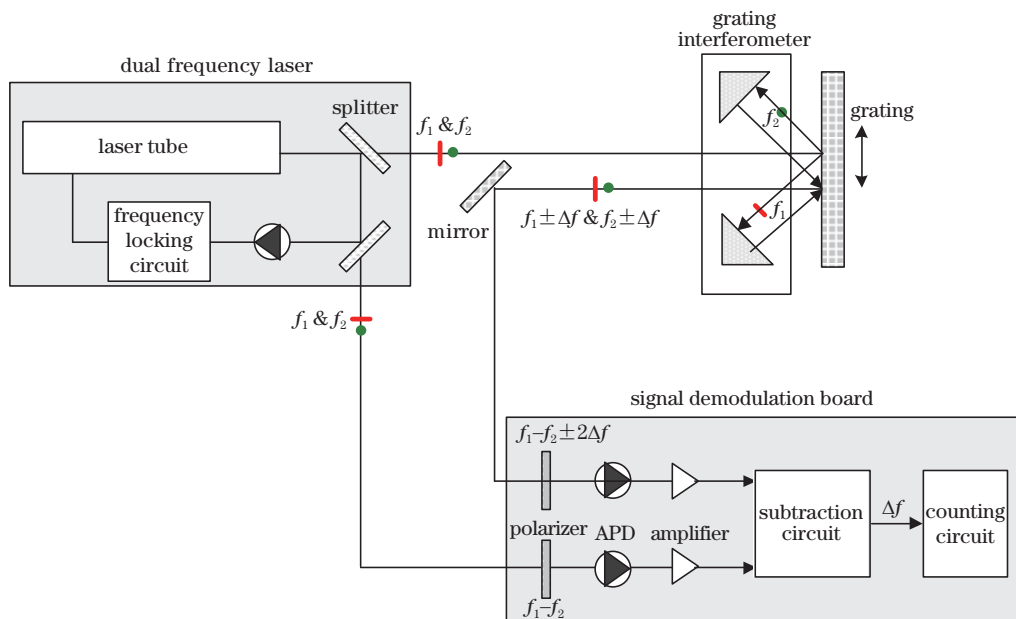 grating
interferometer
dual frequency laser
splitter
f₁ & f₂
f₂
grating
laser tube
f₁
f₁±Δf & f₂±Δf
mirror
frequency
locking
circuit
f₁ & f₂
signal demodulation board
f₁–f₂±2Δf
subtraction
circuit
Δf
counting
circuit
polarizer
APD
amplifier
f₁–f₂